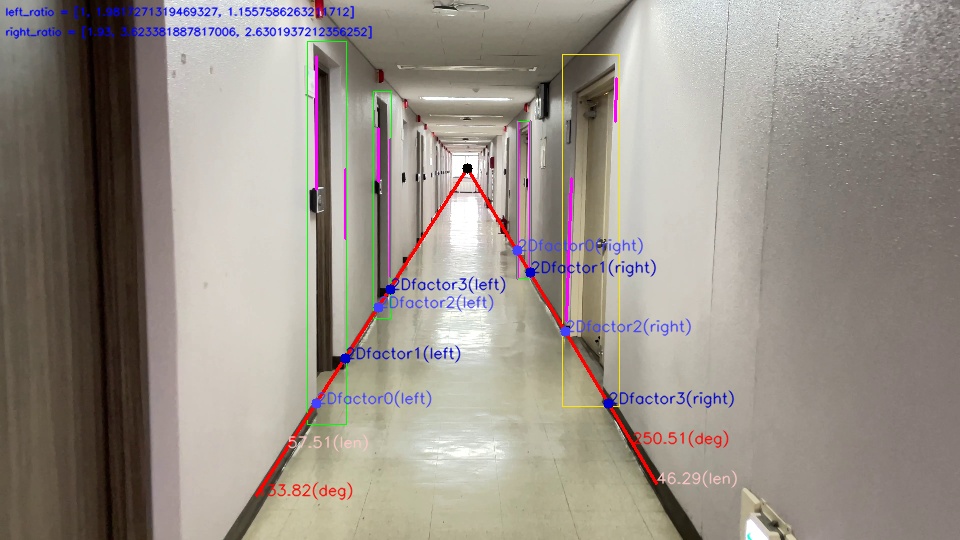 left_ratio = [1, 1.9817271319469327, 1.1557586263211712]
right_ratio = [1.93, 3.623381887817006, 2.6301937212356252]
2Dfactor0(right)
2Dfactor1(right)
2Dfactor3(left)
2Dfactor2(left)
2Dfactor2(right)
2Dfactor1(left)
2Dfactor0(left)
2Dfactor3(right)
57.51(len)
250.51(deg)
46.29(len)
33.82(deg)